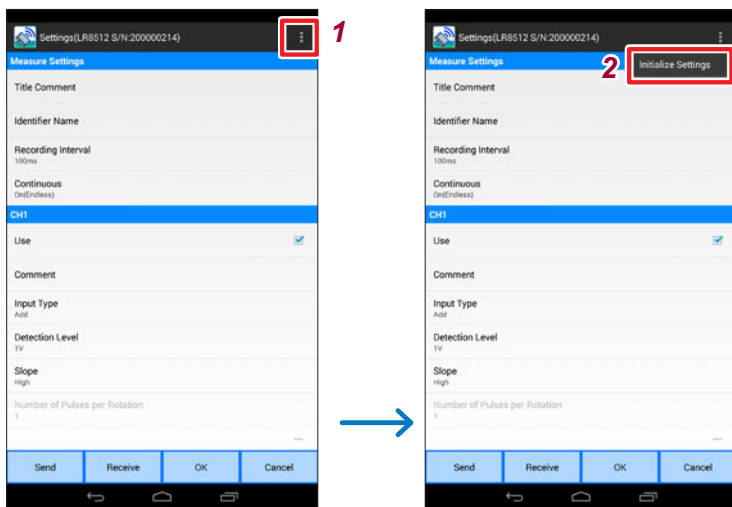 Settings(LR8512 S/N:200000214)
1
Measure Settings
Title Comment
Identifier Name
Recording Interval
100ms
Continuous
On(Endless)
CH1
Use
Comment
Input Type
Add
Detection Level
1V
Slope
High
Number of Pulses per Rotation
1
Send Receive OK Cancel
Settings(LR8512 S/N:200000214)
Measure Settings
2
Initialize Settings
Title Comment
Identifier Name
Recording Interval
100ms
Continuous
On(Endless)
CH1
Use
Comment
Input Type
Add
Detection Level
1V
Slope
High
Number of Pulses per Rotation
1
Send Receive OK Cancel